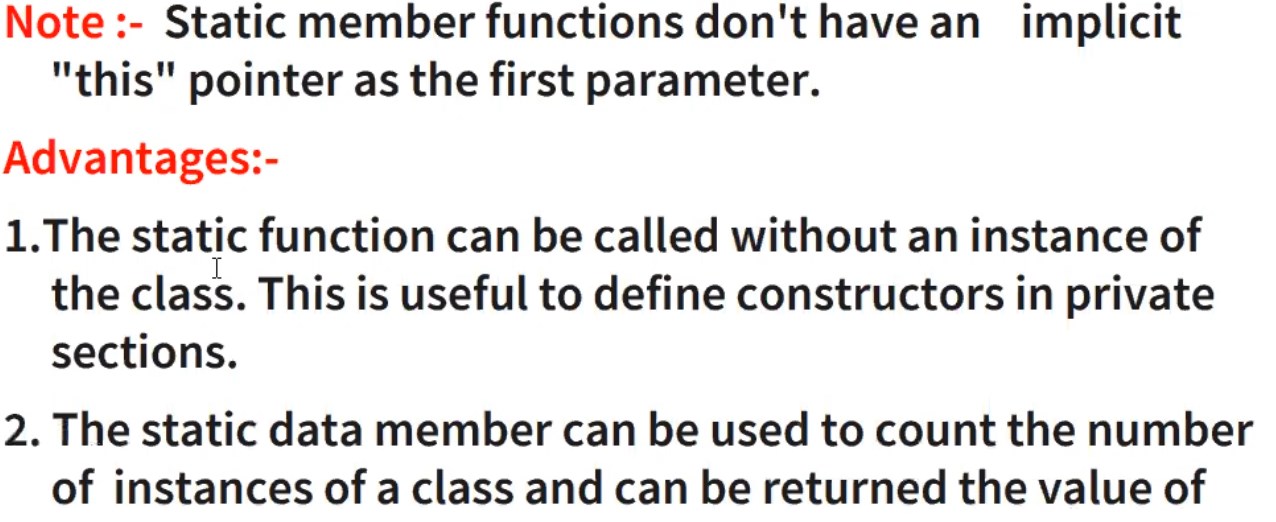 Note :- Static member functions don't have an implicit
"this" pointer as the first parameter.
Advantages:-
1.The static function can be called without an instance of
the class. This is useful to define constructors in private
sections.
2. The static data member can be used to count the number
of instances of a class and can be returned the value of